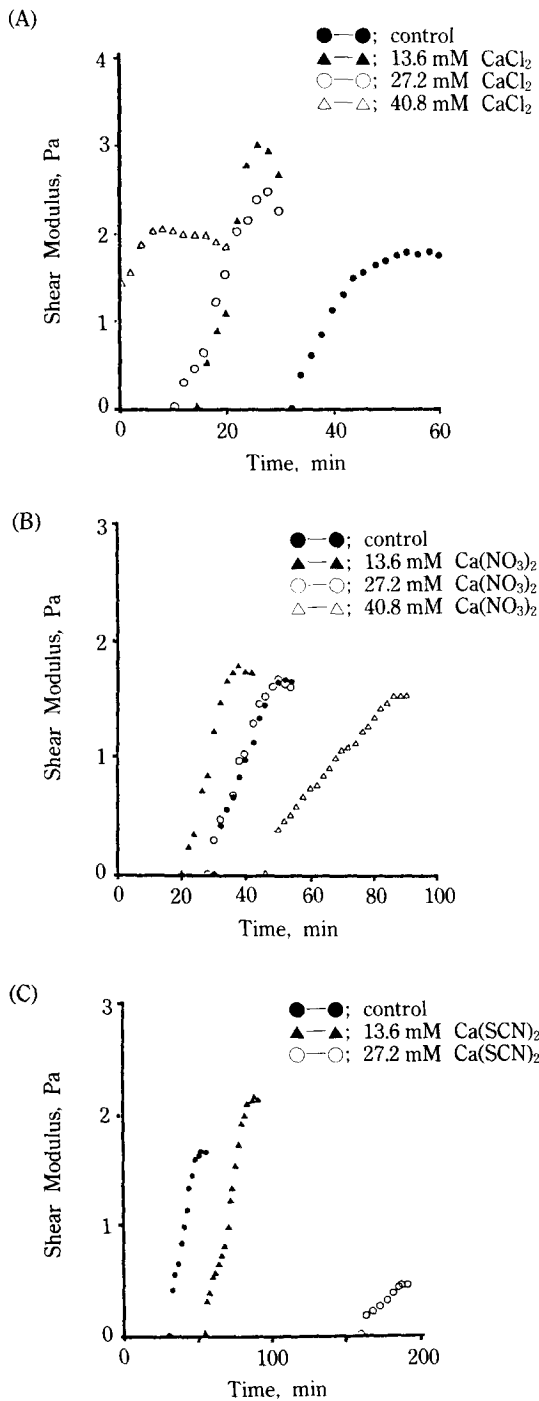 (A)
●—●; control
▲—▲; 13.6 mM CaCl₂
○—○; 27.2 mM CaCl₂
△—△; 40.8 mM CaCl₂
Shear Modulus, Pa
4
3
2
1
0
0 20 40 60
Time, min
(B)
●—●; control
▲—▲; 13.6 mM Ca(NO₃)₂
○—○; 27.2 mM Ca(NO₃)₂
△—△; 40.8 mM Ca(NO₃)₂
Shear Modulus, Pa
3
2
1
0
0 20 40 60 80 100
Time, min
(C)
●—●; control
▲—▲; 13.6 mM Ca(SCN)₂
○—○; 27.2 mM Ca(SCN)₂
Shear Modulus, Pa
3
2
1
0
0 100 200
Time, min